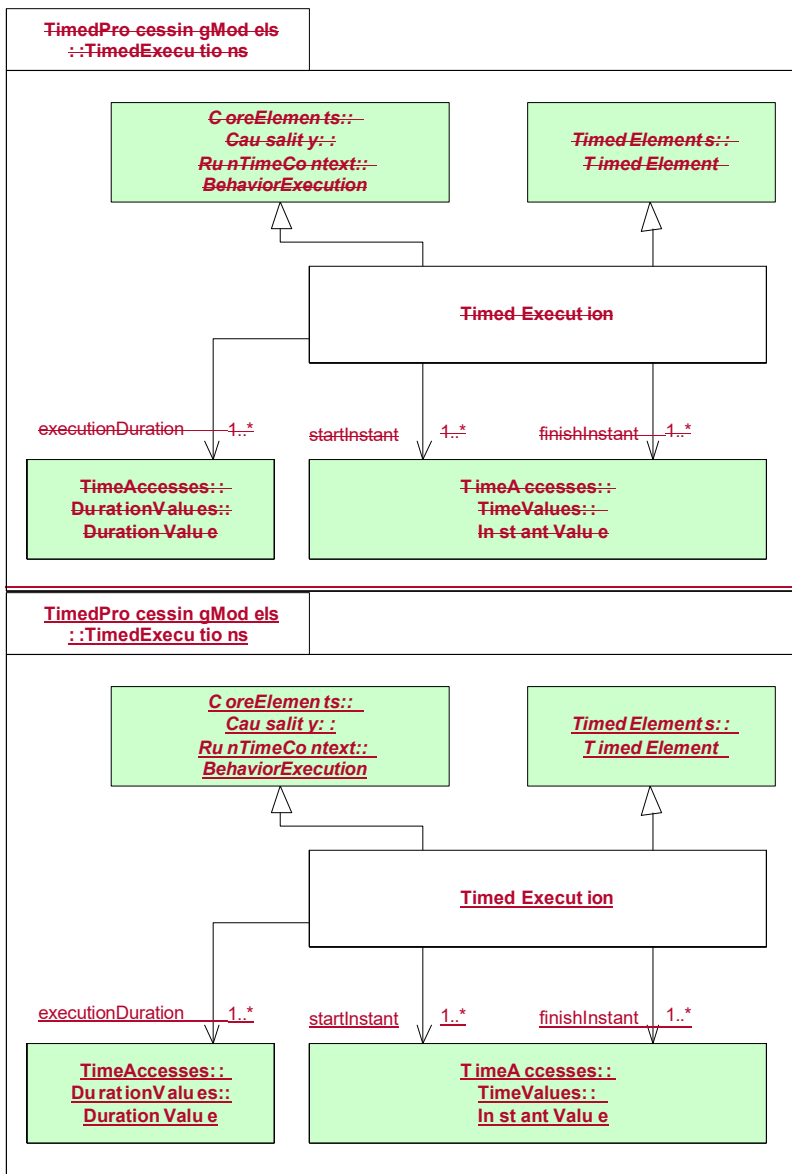 TimedPro cessin gMod els
: :TimedExecu tio ns
C oreElemen ts::
Cau salit y: :
Ru nTimeCo ntext::
BehaviorExecution
Timed Element s: :
T imed Element
Timed Execut ion
executionDuration 1..*
startInstant 1..*
finishInstant 1..*
TimeAccesses: :
Du rationValu es::
Duration Valu e
T imeA ccesses: :
TimeValues: :
In st ant Valu e
TimedPro cessin gMod els
: :TimedExecu tio ns
C oreElemen ts::
Cau salit y: :
Ru nTimeCo ntext::
BehaviorExecution
Timed Element s: :
T imed Element
Timed Execut ion
executionDuration 1..*
startInstant 1..*
finishInstant 1..*
TimeAccesses: :
Du rationValu es::
Duration Valu e
T imeA ccesses: :
TimeValues: :
In st ant Valu e